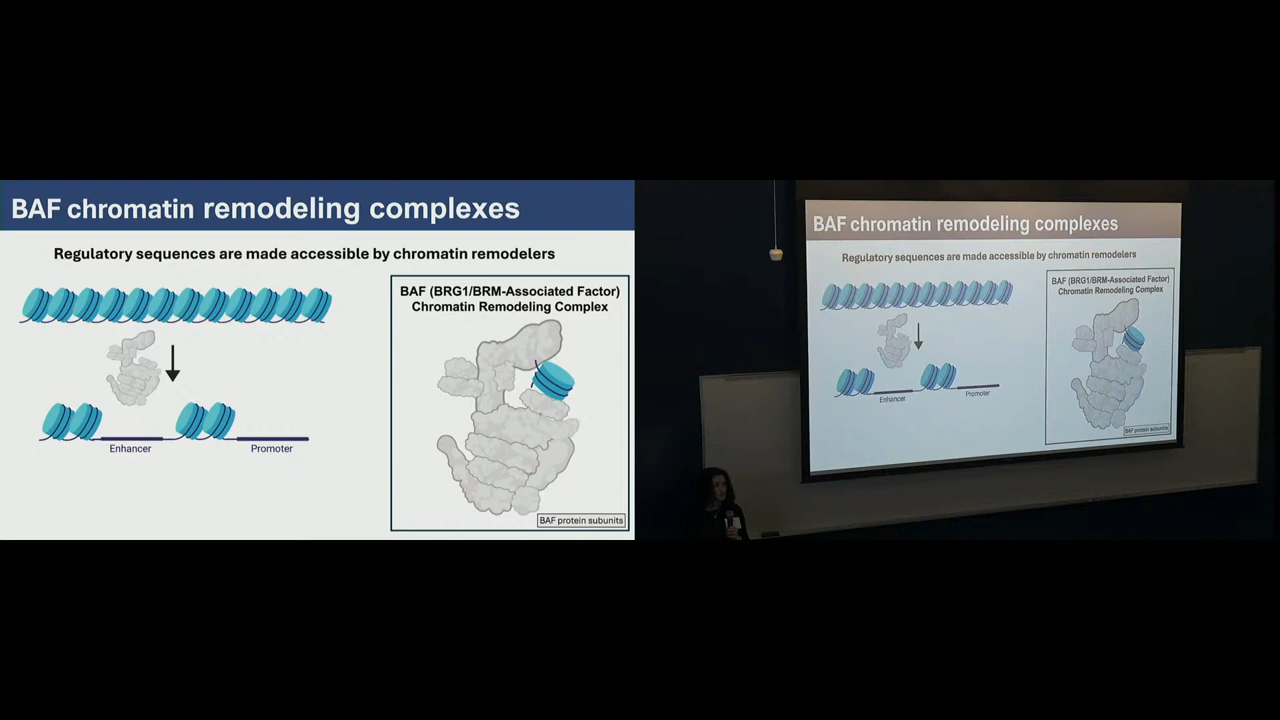 BAF chromatin remodeling complexes
Regulatory sequences are made accessible by chromatin remodelers
BAF (BRG1/BRM-Associated Factor)
Chromatin Remodeling Complex
Enhancer
Promoter
BAF protein subunits
BAF chromatin remodeling complexes
Regulatory sequences are made accessible by chromatin remodelers
BAF (BRG1/BRM-Associated Factor)
Chromatin Remodeling Complex
Enhancer
Promoter
BAF protein subunits